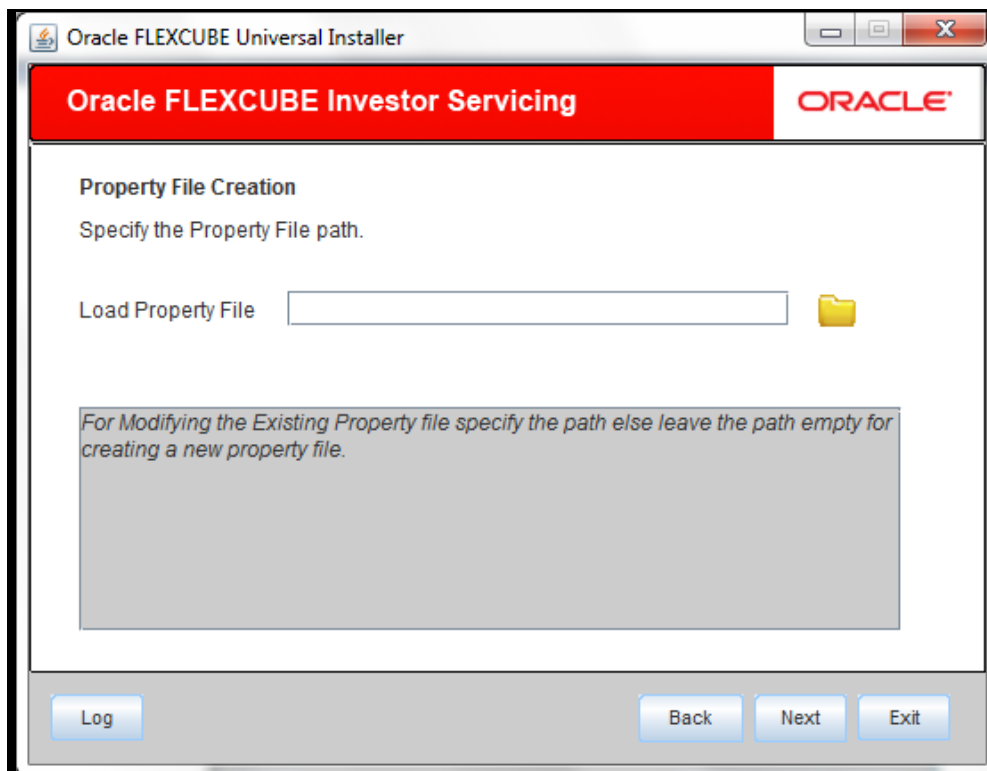 Oracle FLEXCUBE Universal Installer
Oracle FLEXCUBE Investor Servicing
ORACLE
Property File Creation
Specify the Property File path.
Load Property File
For Modifying the Existing Property file specify the path else leave the path empty for
creating a new property file.
Log
Back
Next
Exit